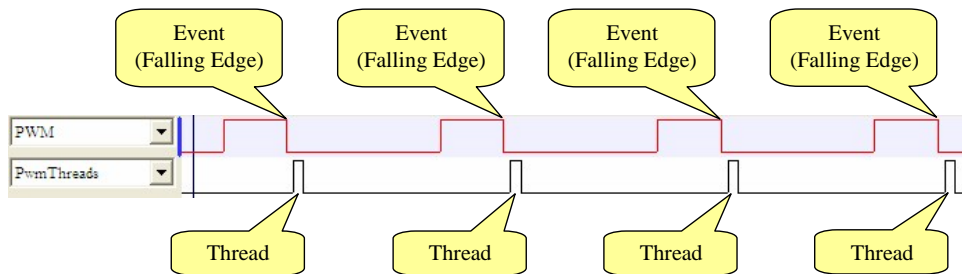 Event
(Falling Edge)
Event
(Falling Edge)
Event
(Falling Edge)
Event
(Falling Edge)
PWM
PwmThreads
Thread
Thread
Thread
Thread